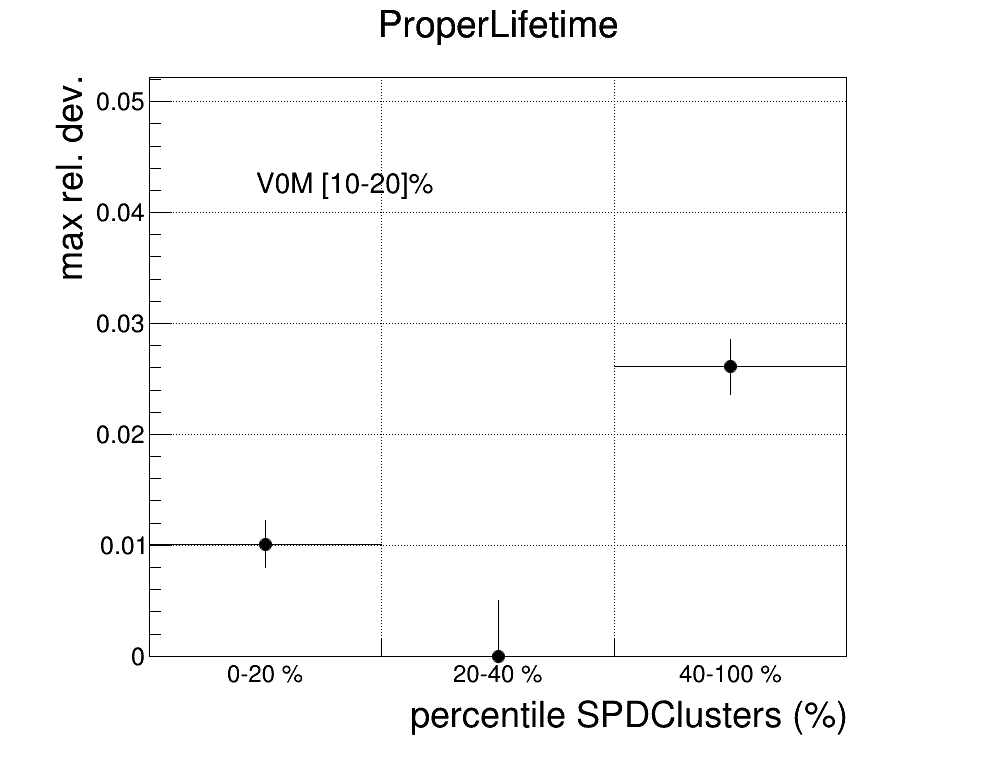 ProperLifetime
max rel. dev.
0.05
V0M [10-20]%
0.04
0.03
0.02
0.01
0
0-20 %
20-40 %
40-100 %
percentile SPDClusters (%)